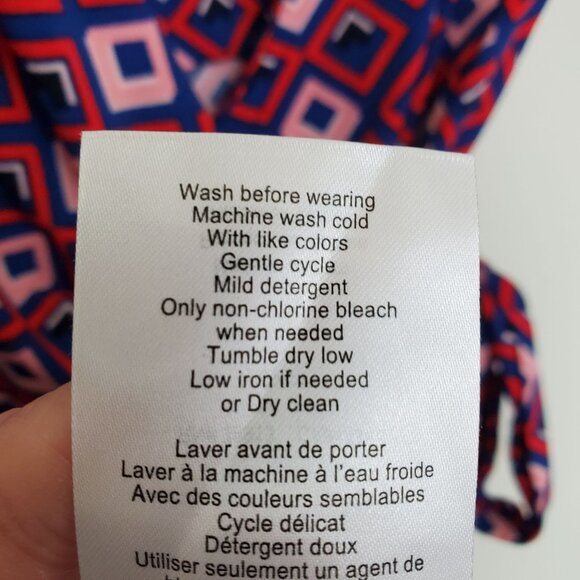 Wash before wearing
Machine wash cold
With like colors
Gentle cycle
Mild detergent
Only non-chlorine bleach
when needed
Tumble dry low
Low iron if needed
or Dry clean
Laver avant de porter
Laver à la machine à l'eau froide
Avec des couleurs semblables
Cycle délicat
Détergent doux
Utiliser seulement un agent de